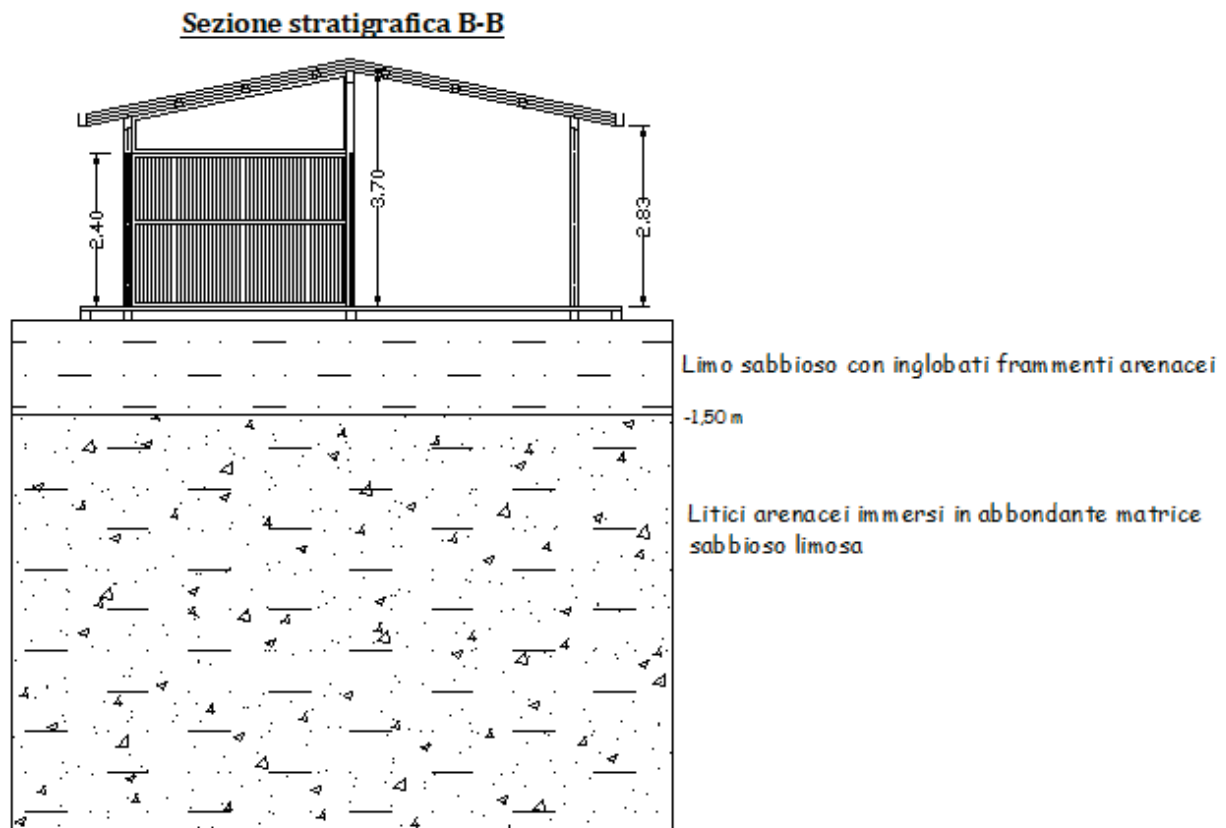 Sezione stratigrafica B-B
2.40
3.70
2.83
Limo sabbioso con inglobati frammenti arenacei
-1,50 m
Litici arenacei immersi in abbondante matrice
sabbioso limosa